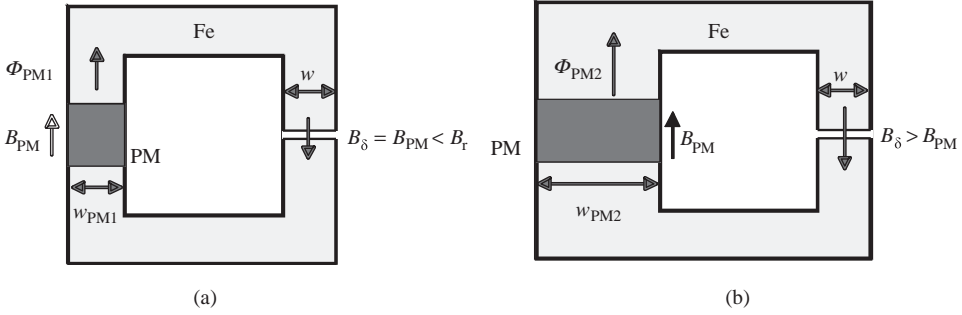 Fe
Φ_PM1
w
B_PM
PM
B_δ = B_PM < B_r
w_PM1
(a)
Fe
Φ_PM2
w
PM
B_PM
B_δ > B_PM
w_PM2
(b)